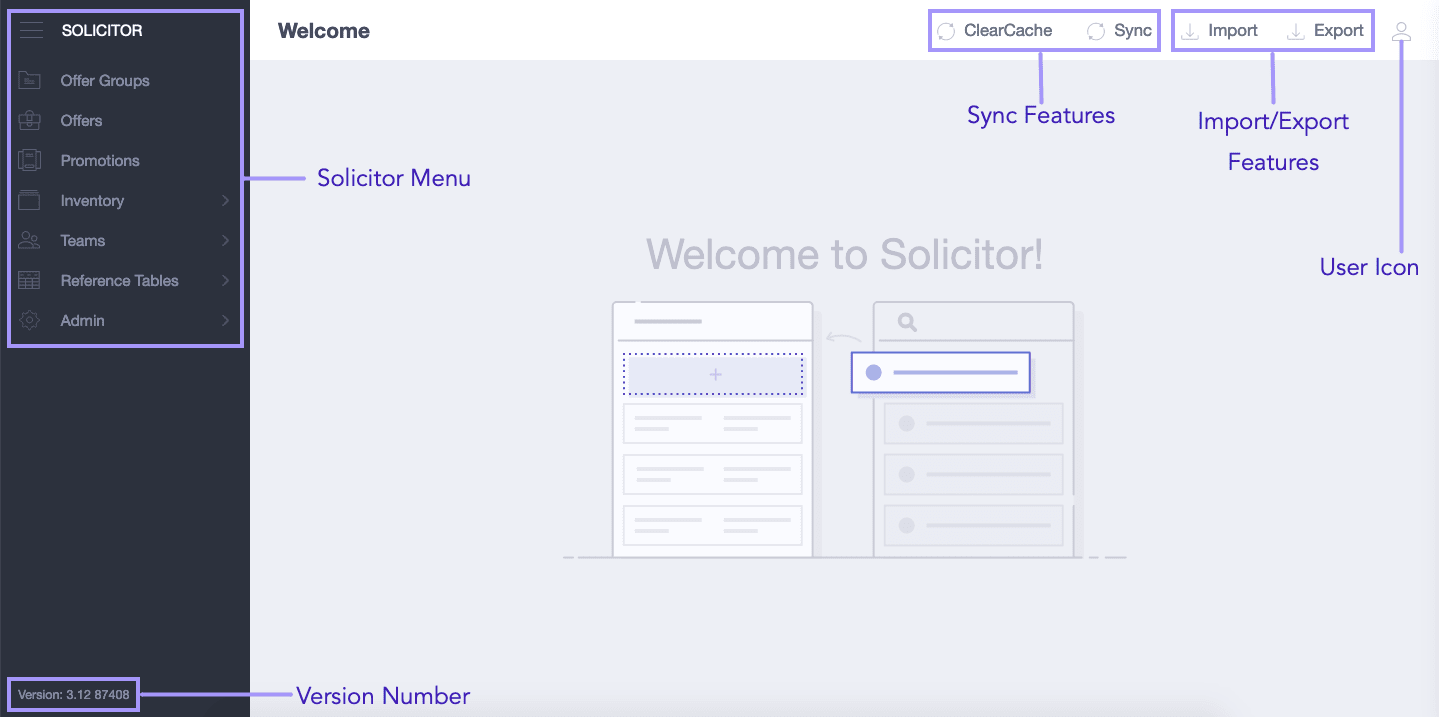 SOLICITOR
Offer Groups
Offers
Promotions
Inventory
Teams
Reference Tables
Admin
Version: 3.12 87408
Welcome
ClearCache
Sync
Import
Export
Sync Features
Import/Export
Features
User Icon
Solicitor Menu
Welcome to Solicitor!
Version Number